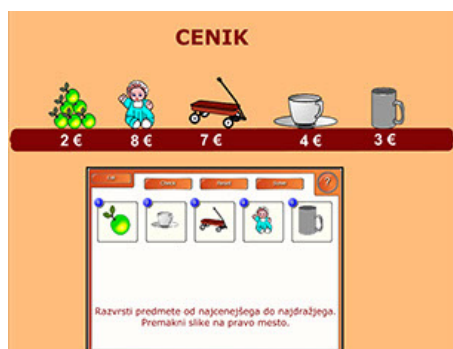 CENIK
2 € 8 € 7 € 4 € 3 €
Check Reset
Razvrsti predmete od najcenejšega do najdražjega.
Premakni slike na pravo mesto.